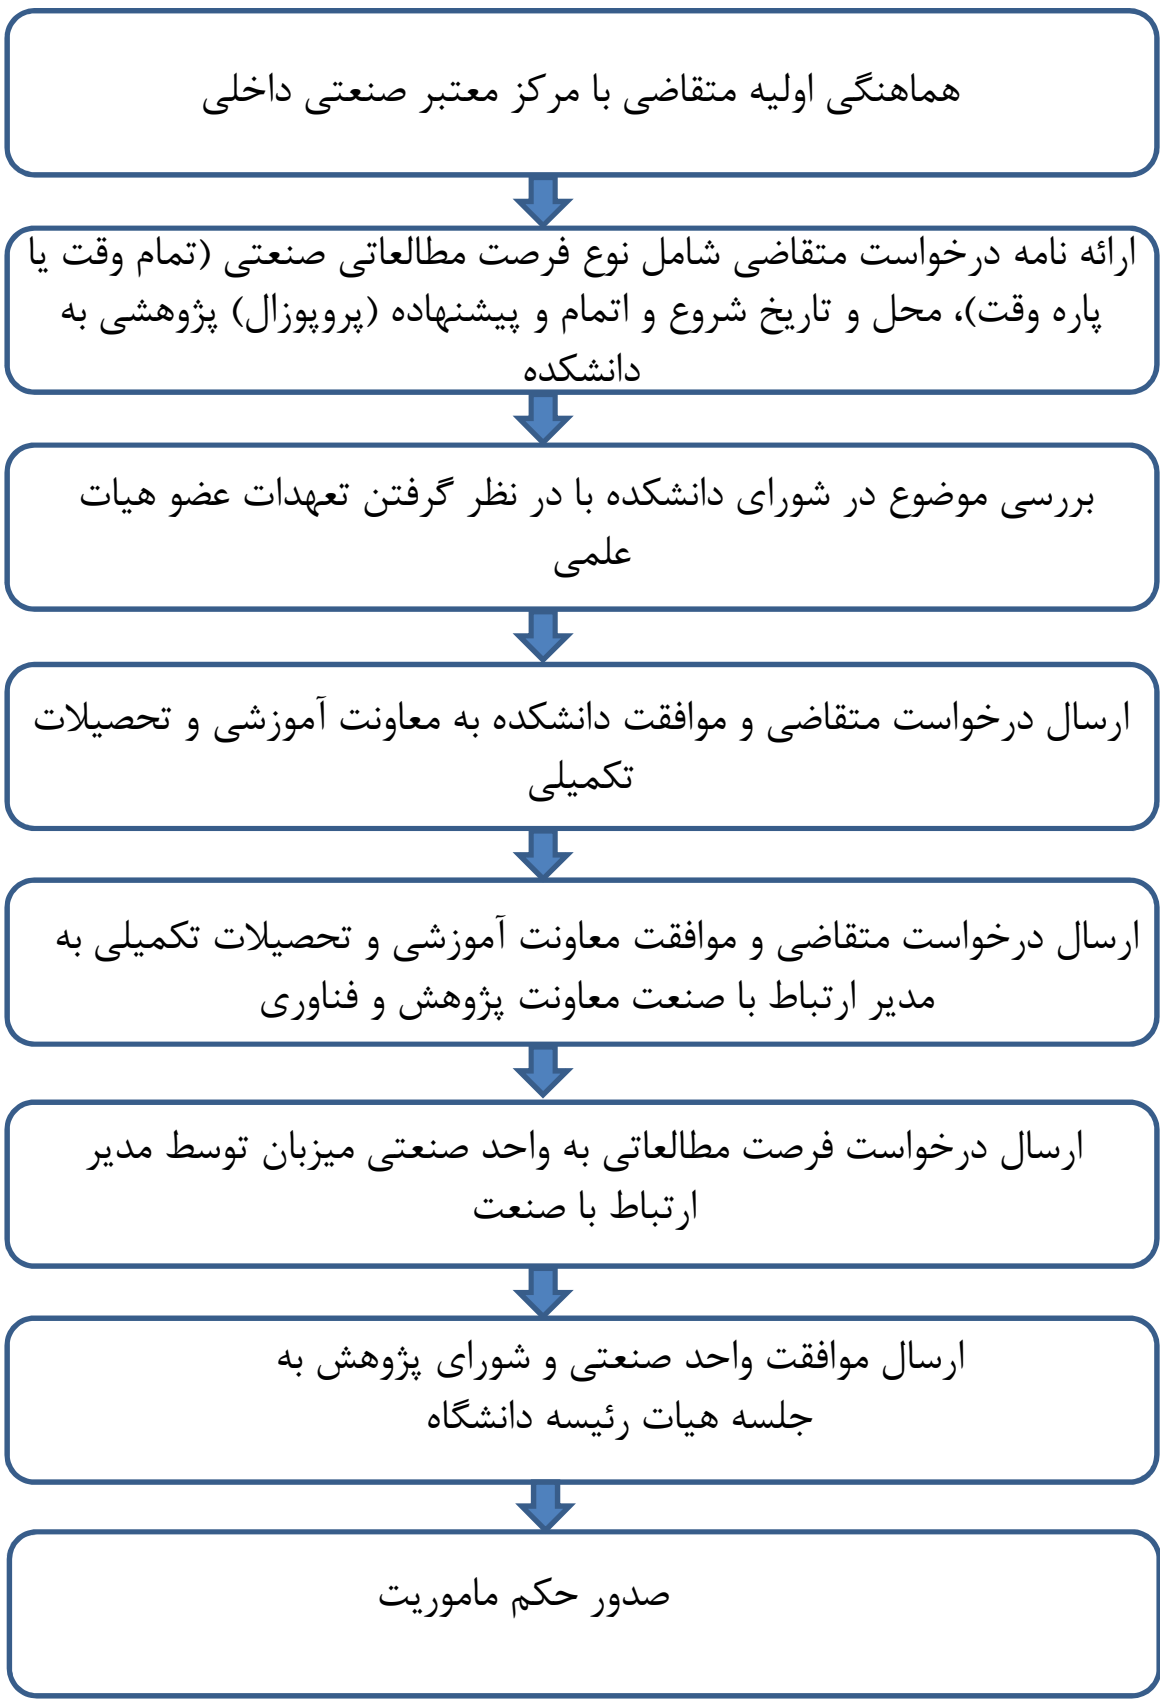 هماهنگی اولیه متقاضی با مرکز معتبر صنعتی داخلی
ارائه نامه درخواست متقاضی شامل نوع فرصت مطالعاتی صنعتی (تمام وقت یا
پاره وقت)، محل و تاریخ شروع و اتمام و پیشنهاده (پروپوزال) پژوهشی به
دانشکده
بررسی موضوع در شورای دانشکده با در نظر گرفتن تعهدات عضو هیات
علمی
ارسال درخواست متقاضی و موافقت دانشکده به معاونت آموزشی و تحصیلات
تکمیلی
ارسال درخواست متقاضی و موافقت معاونت آموزشی و تحصیلات تکمیلی به
مدیر ارتباط با صنعت معاونت پژوهش و فناوری
ارسال درخواست فرصت مطالعاتی به واحد صنعتی میزبان توسط مدیر
ارتباط با صنعت
ارسال موافقت واحد صنعتی و شورای پژوهش به
جلسه هیات رئیسه دانشگاه
صدور حکم ماموریت